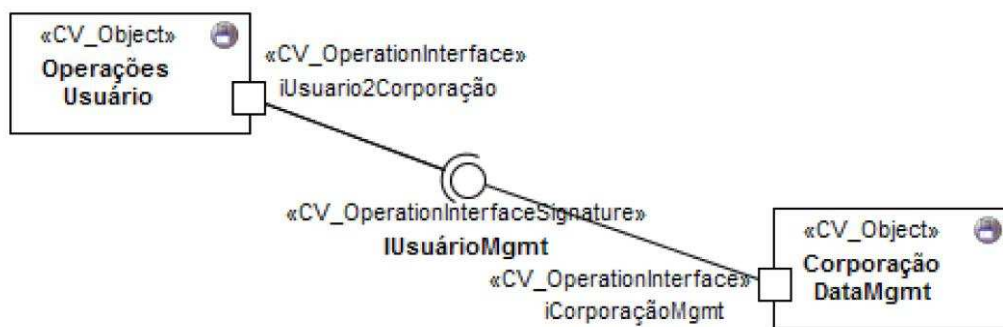 «CV_Object»
Operações
Usuário
«CV_OperationInterface»
iUsuario2Corporação
«CV_OperationInterfaceSignature»
IUsuárioMgmt
«CV_OperationInterface»
iCorporaçãoMgmt
«CV_Object»
Corporação
DataMgmt